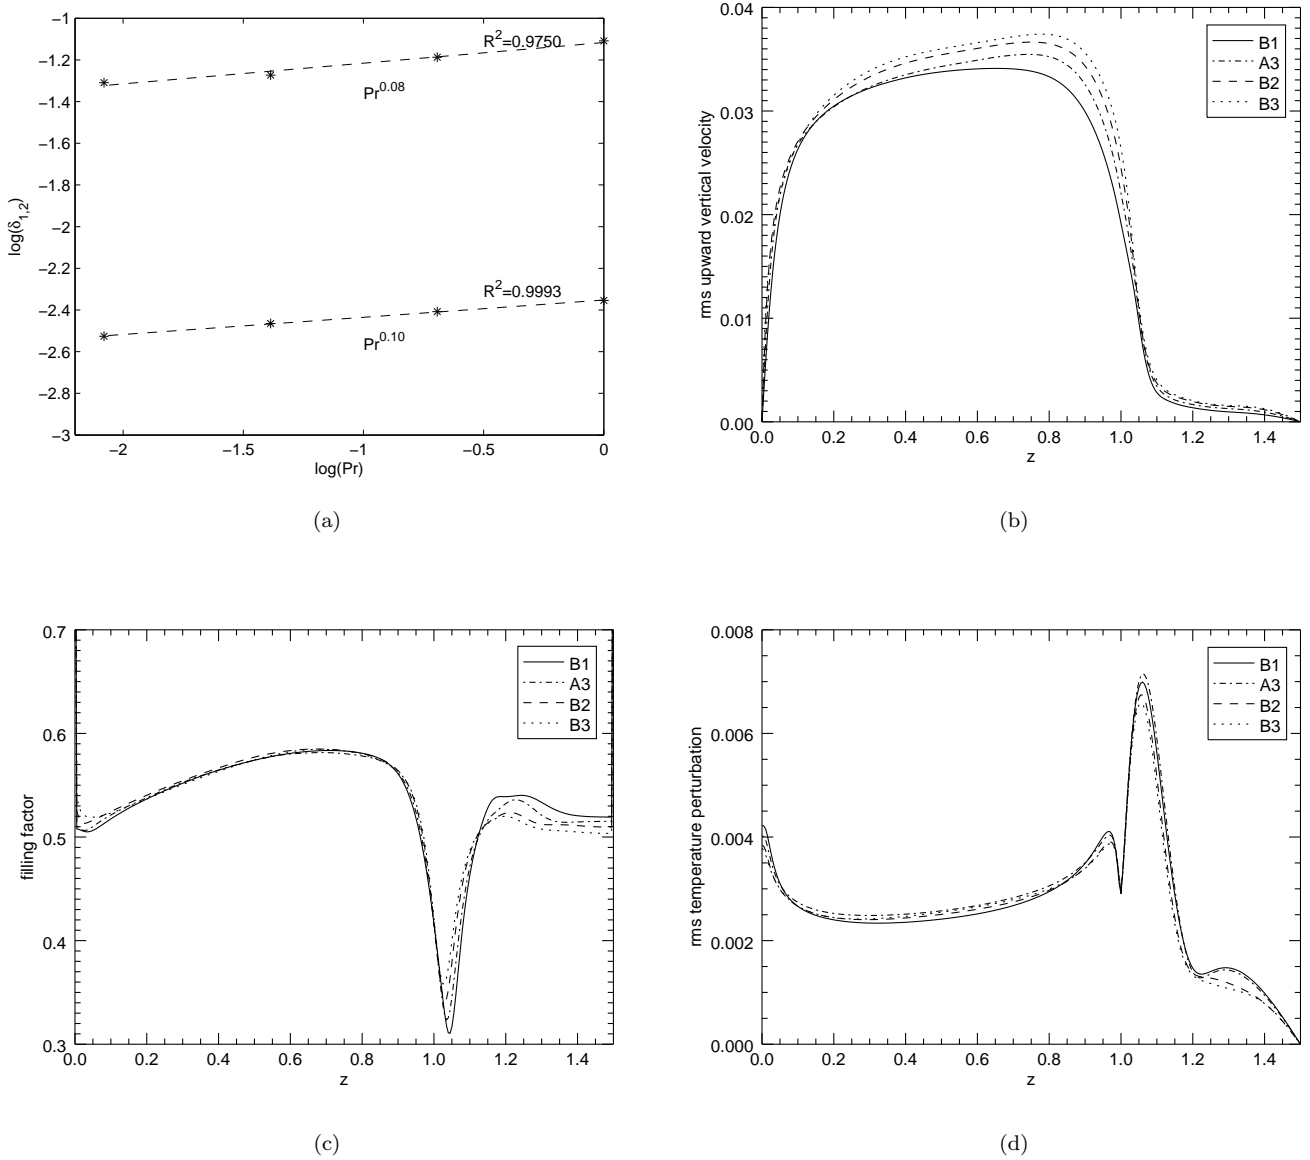 −1
−1.2
−1.4
−1.6
−1.8
−2
−2.2
−2.4
−2.6
−2.8
−3
log(δ1,2)
R2=0.9750
Pr0.08
R2=0.9993
Pr0.10
−2
−1.5
−1
−0.5
0
log(Pr)
(a)
0.04
0.03
0.02
0.01
0.00
rms upward vertical velocity
B1
A3
B2
B3
0.0
0.2
0.4
0.6
0.8
1.0
1.2
1.4
z
(b)
0.7
0.6
0.5
0.4
0.3
filling factor
B1
A3
B2
B3
0.0
0.2
0.4
0.6
0.8
1.0
1.2
1.4
z
(c)
0.008
0.006
0.004
0.002
0.000
rms temperature perturbation
B1
A3
B2
B3
0.0
0.2
0.4
0.6
0.8
1.0
1.2
1.4
z
(d)